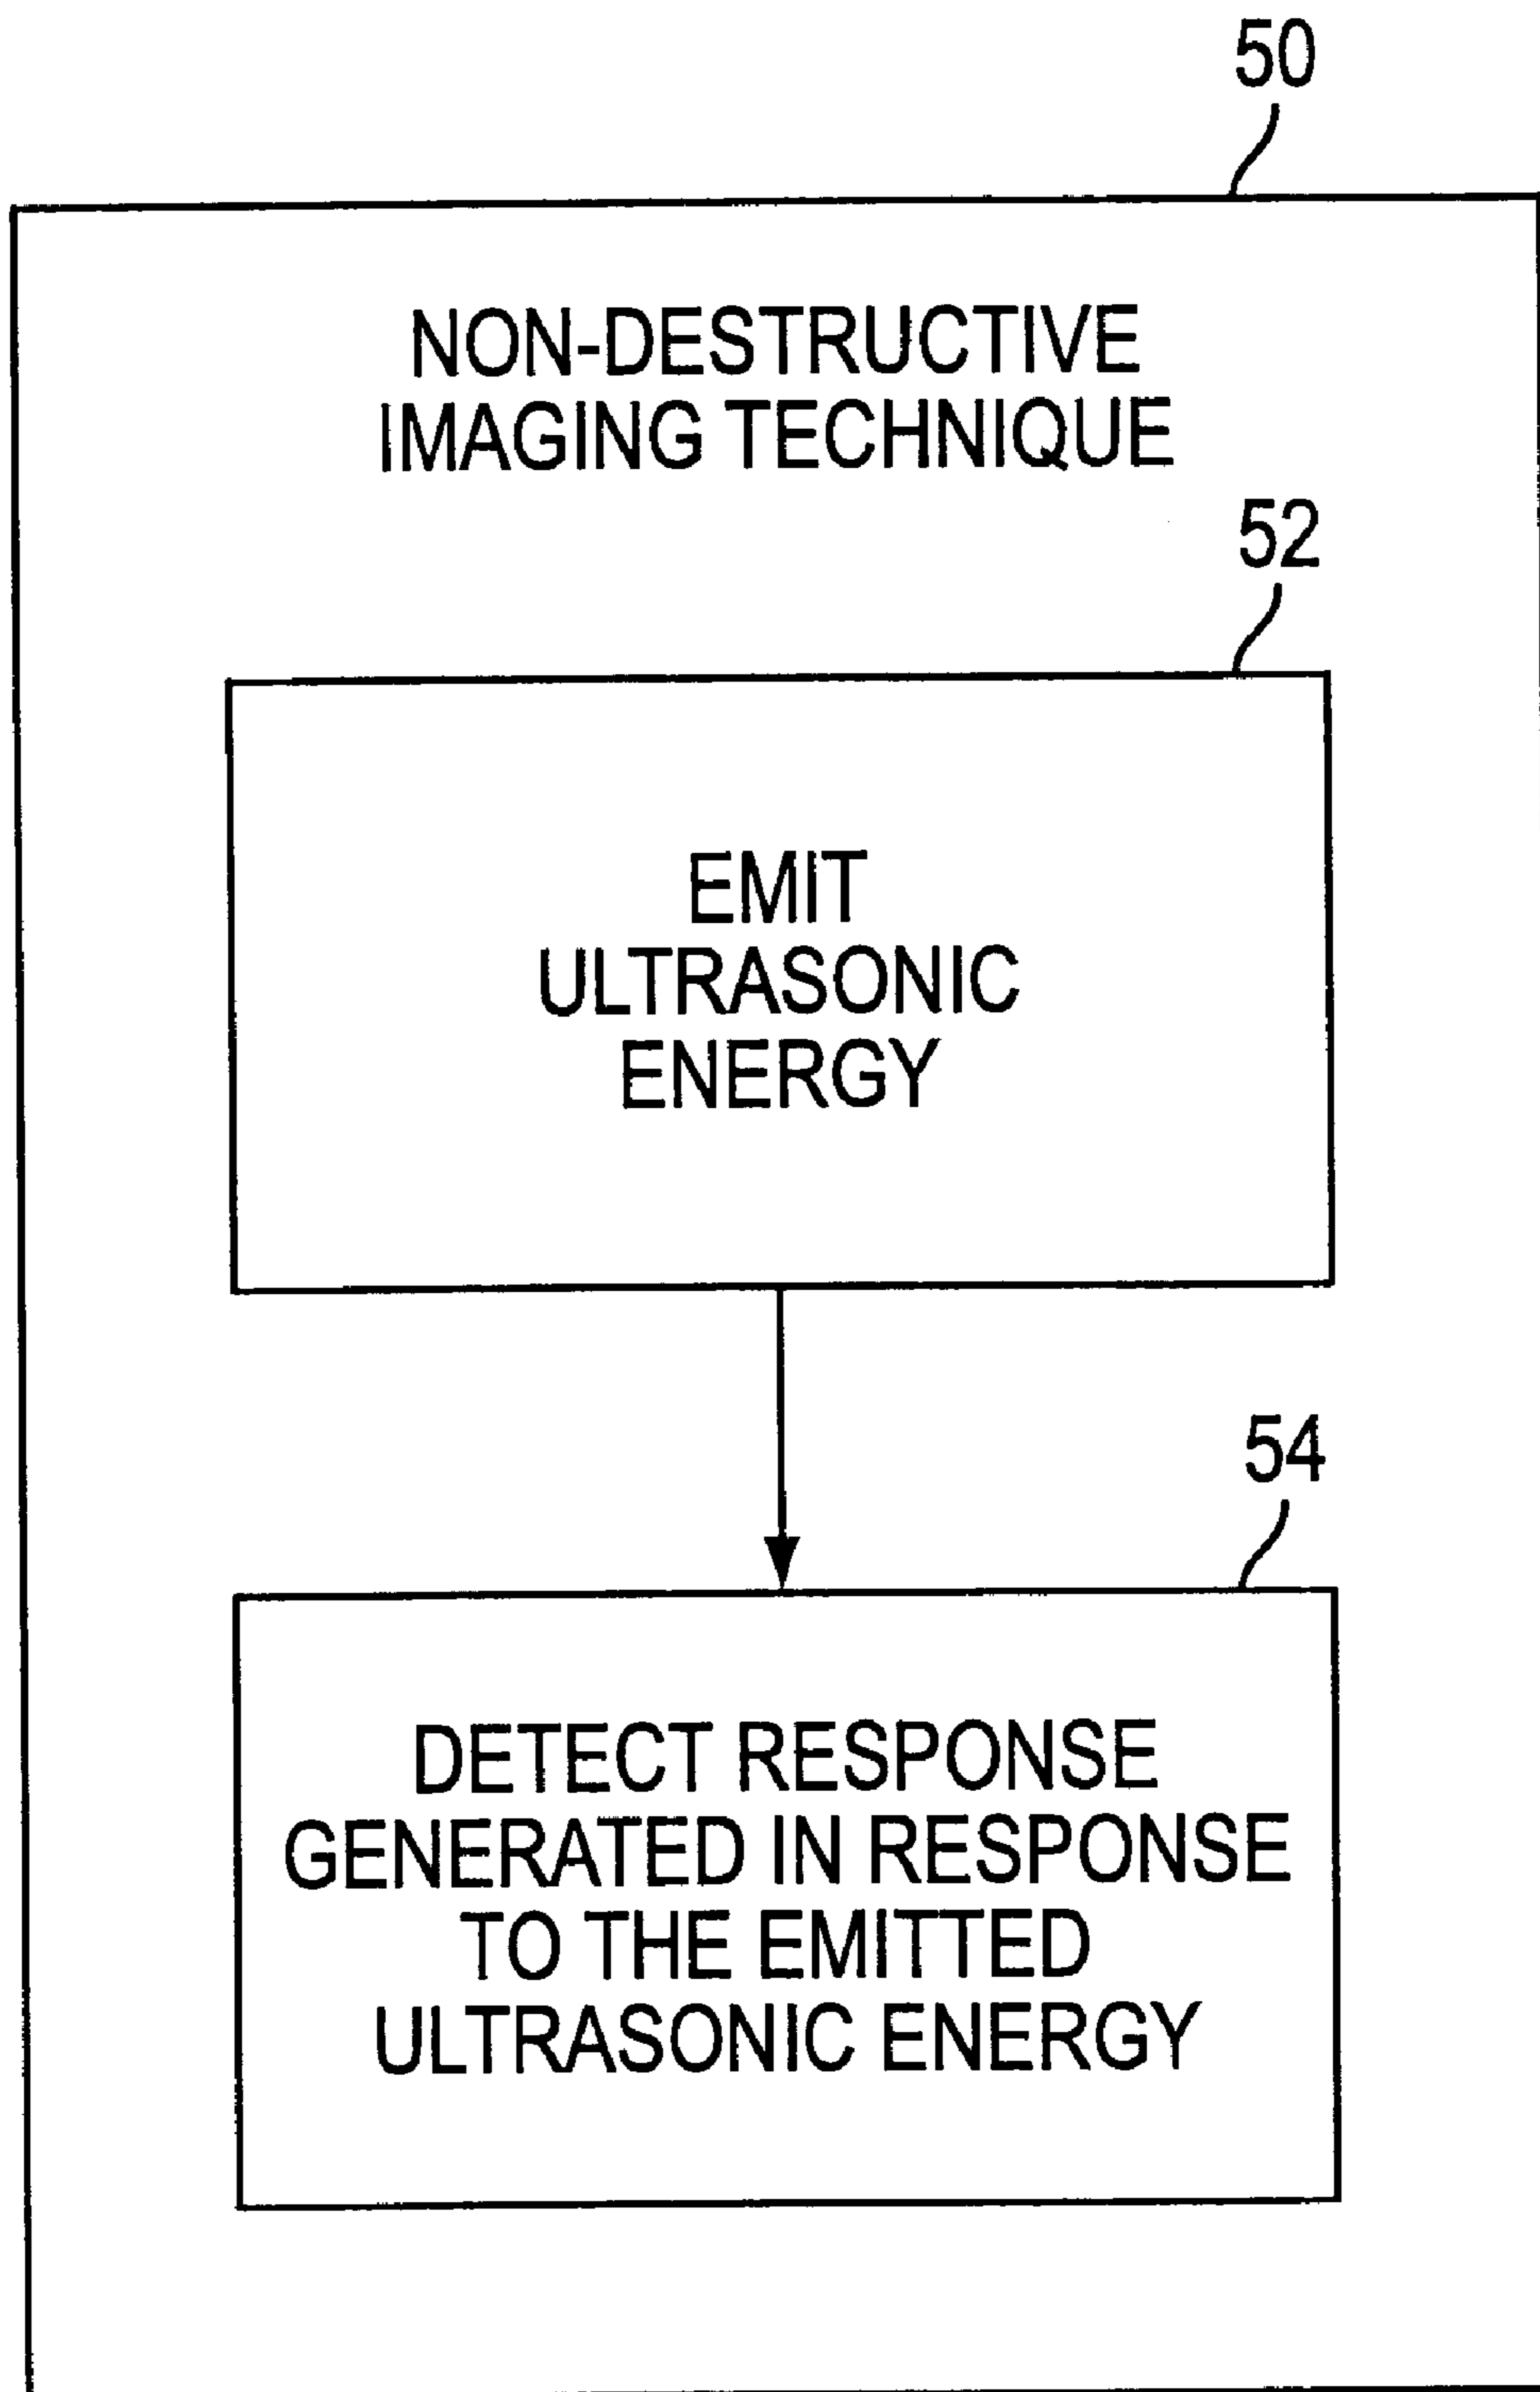 50
NON-DESTRUCTIVE
IMAGING TECHNIQUE
52
EMIT
ULTRASONIC
ENERGY
54
DETECT RESPONSE
GENERATED IN RESPONSE
TO THE EMITTED
ULTRASONIC ENERGY